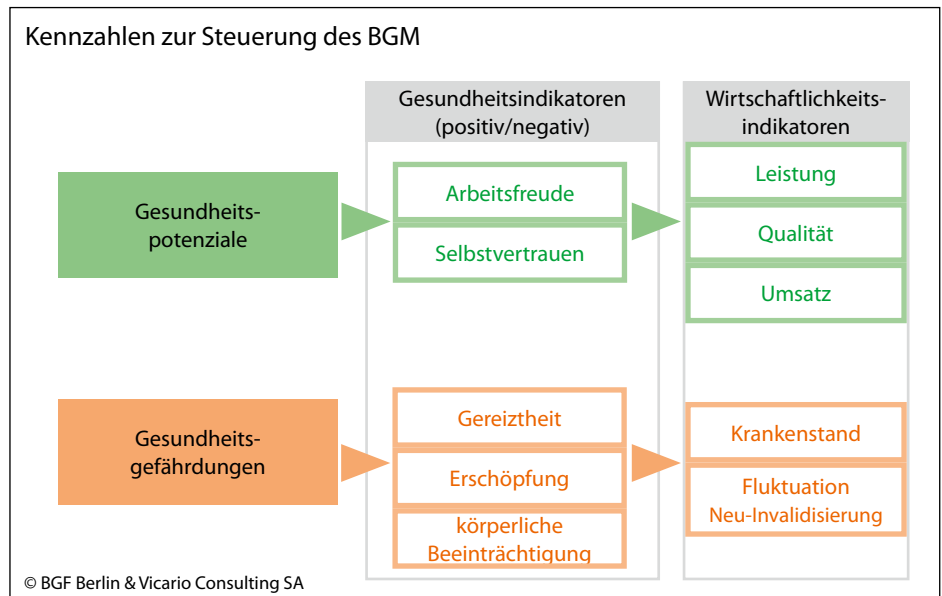 Kennzahlen zur Steuerung des BGM
Gesundheitsindikatoren
(positiv/negativ)
Wirtschaftlichkeits-
indikatoren
Gesundheits-
potenziale
Arbeitsfreude
Selbstvertrauen
Leistung
Qualität
Umsatz
Gesundheits-
gefährdungen
Gereiztheit
Erschöpfung
körperliche
Beeinträchtigung
Krankenstand
Fluktuation
Neu-Invalidisierung
© BGF Berlin & Vicario Consulting SA